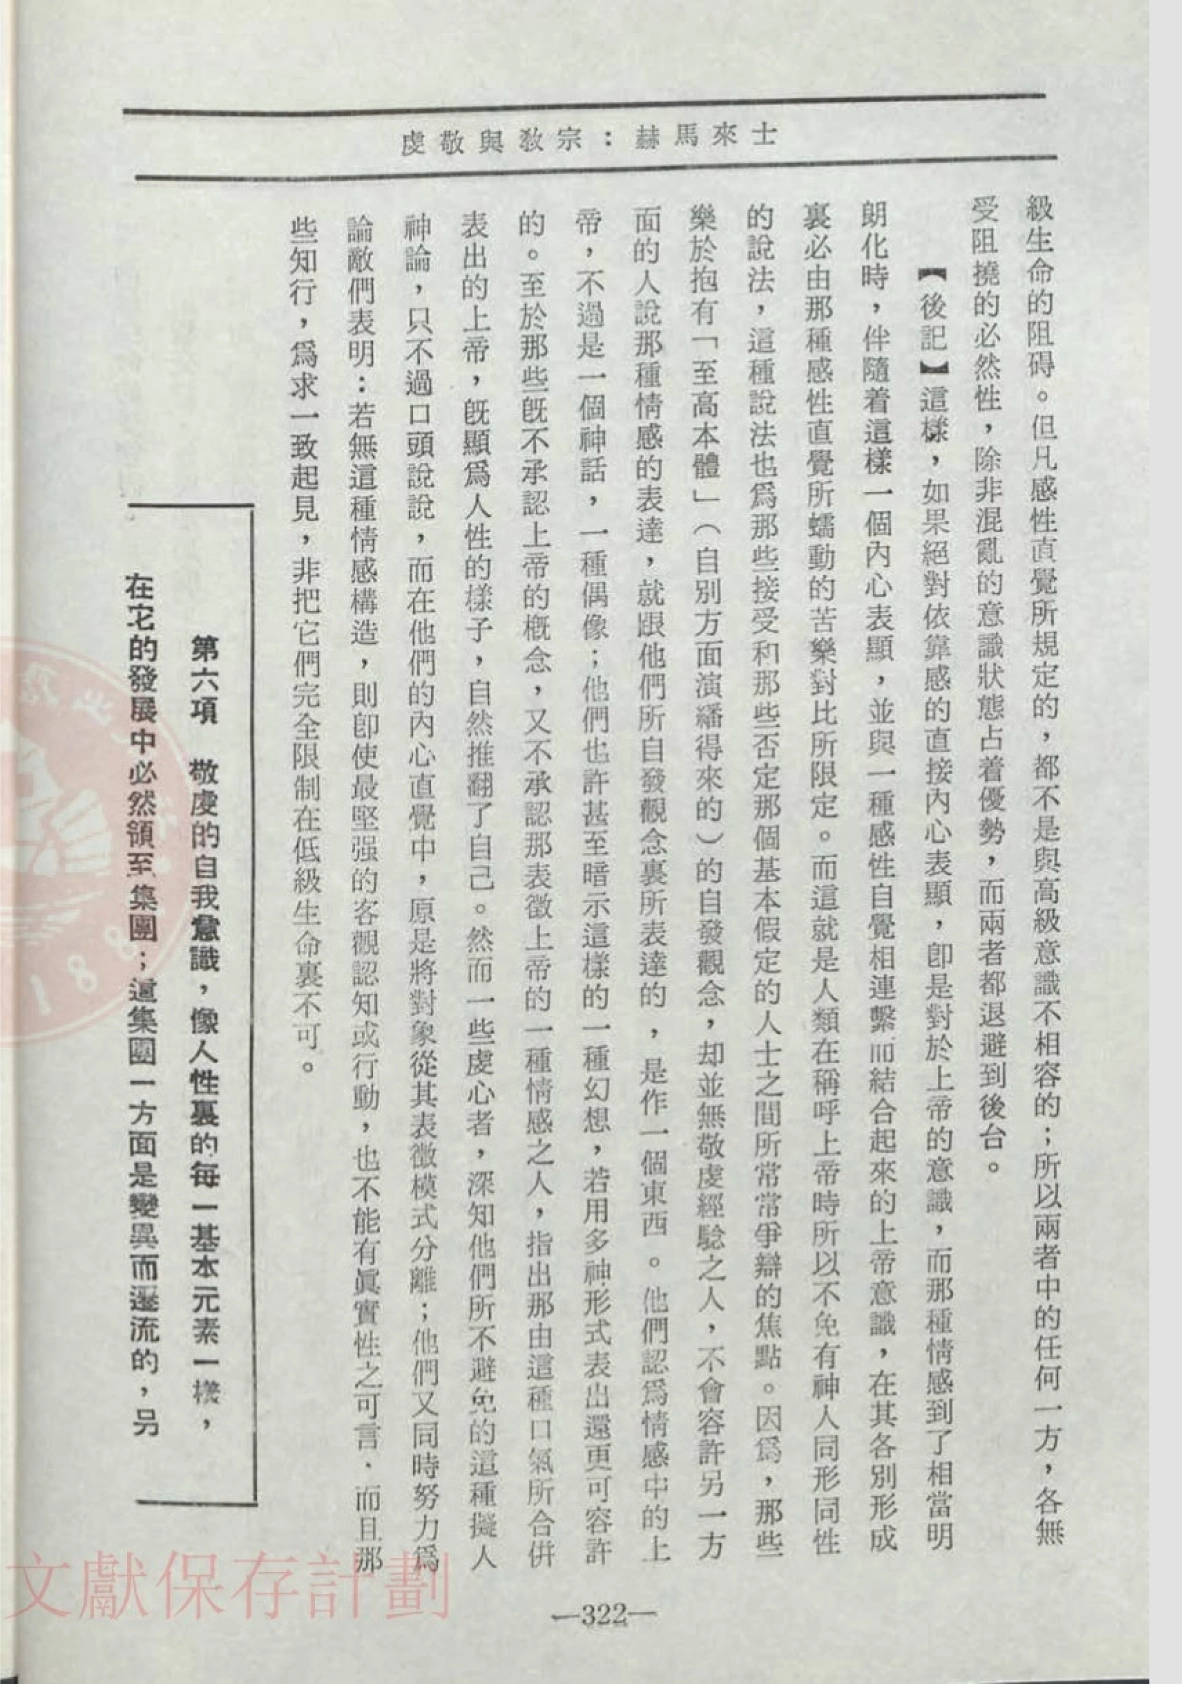 士來馬赫：宗教與敬虔
級生命的阻碍。但凡感性直覺所規定的，都不是與高級意識不相容的；所以兩者中的任何一方，各無
受阻撓的必然性，除非混亂的意識狀態占着優勢，而兩者都退避到後台。
【後記】這樣，如果絕對依靠感的直接內心表顯，卽是對於上帝的意識，而那種情感到了相當明
朗化時，伴隨着這樣一個內心表顯，並與一種感性自覺相連繫而結合起來的上帝意識，在其各別形成
裏必由那種感性直覺所蠕動的苦樂對比所限定。而這就是人類在稱呼上帝時所以不免有神人同形同性
的說法，這種說法也爲那些接受和那些否定那個基本假定的人士之間所常常爭辯的焦點。因爲，那些
樂於抱有「至高本體」（自別方面演繙得來的）的自發觀念，却並無敬虔經驗之人，不會容許另一方
面的人說那種情感的表達，就跟他們所自發觀念裏所表達的，是作一個東西。他們認爲情感中的上
帝，不過是一個神話，一種偶像；他們也許甚至暗示這樣的一種幻想，若用多神形式表出還更可容許
的。至於那些旣不承認上帝的概念，又不承認那表徵上帝的一種情感之人，指出那由這種口氣所合併
表出的上帝，旣顯爲人性的樣子，自然推翻了自己。然而一些虔心者，深知他們所不避免的這種擬人
神論，只不過口頭說說，而在他們的內心直覺中，原是將對象從其表徵模式分離；他們又同時努力爲
論敵們表明：若無這種情感構造，則卽使最堅强的客觀認知或行動，也不能有眞實性之可言、而且那
些知行，爲求一致起見，非把它們完全限制在低級生命裏不可。
第六項　敬虔的自我意識，像人性裏的每一基本元素一樣，
在它的發展中必然領至集團；這集團一方面是變異而遷流的，另
—322—
文獻保存計劃
188